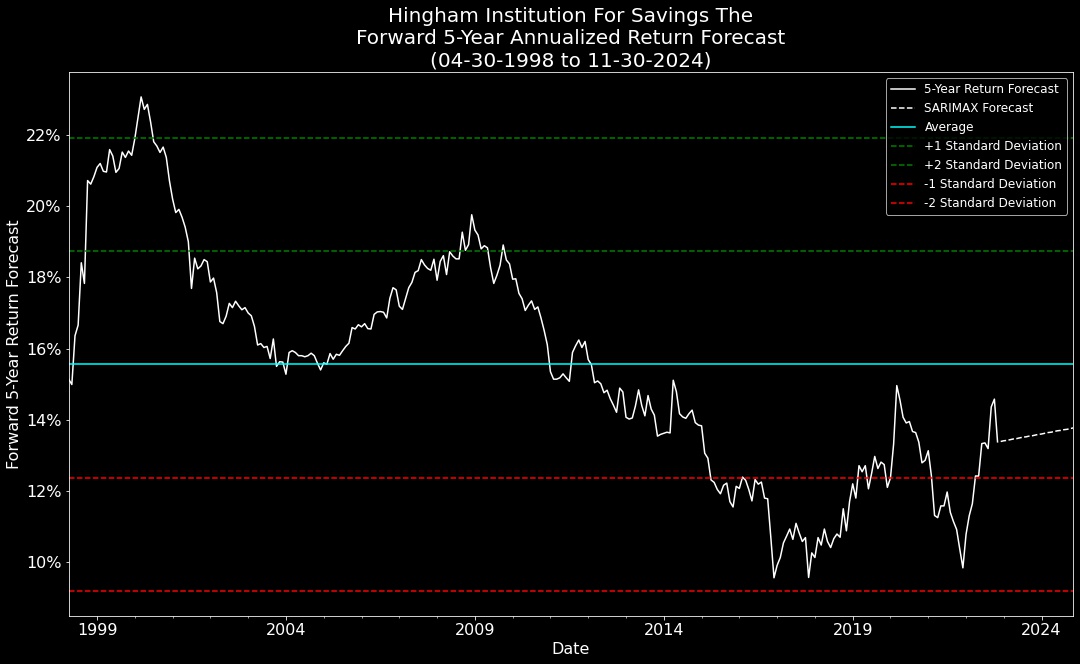 Hingham Institution For Savings The
Forward 5-Year Annualized Return Forecast
(04-30-1998 to 11-30-2024)
5-Year Return Forecast
SARIMAX Forecast
Average
+1 Standard Deviation
+2 Standard Deviation
-1 Standard Deviation
-2 Standard Deviation
Forward 5-Year Return Forecast
22%
20%
18%
16%
14%
12%
10%
1999 2004 2009 2014 2019 2024
Date